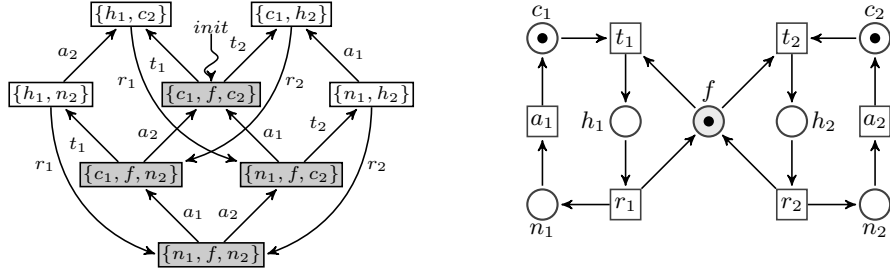 {h₁, c₂} init {c₁, h₂}
a₂ t₁ t₂ a₁
r₁ r₂
{h₁, n₂} {c₁, f, c₂} {n₁, h₂}
r₁ t₁ a₂ a₁ t₂ r₂
{c₁, f, n₂} {n₁, f, c₂}
a₁ a₂
{n₁, f, n₂}
c₁ t₁ t₂ c₂
f
a₁ h₁ h₂ a₂
r₁ r₂
n₁ n₂